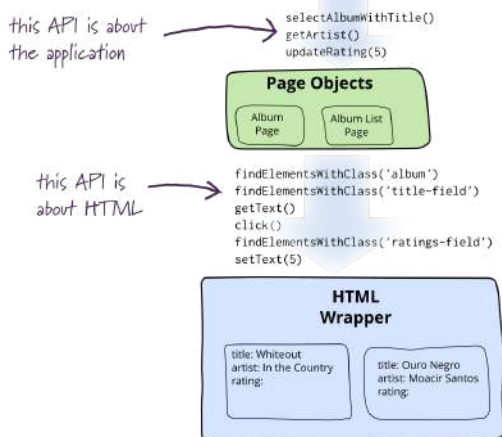 this API is about
the application
selectAlbumWithTitle()
getArtist()
updateRating(5)
Page Objects
Album
Page
Album List
Page
this API is
about HTML
findElementsWithClass('album')
findElementsWithClass('title-field')
getText()
click()
findElementsWithClass('ratings-field')
setText(5)
HTML
Wrapper
title: Whiteout
artist: In the Country
rating:
title: Ouro Negro
artist: Moacir Santos
rating: